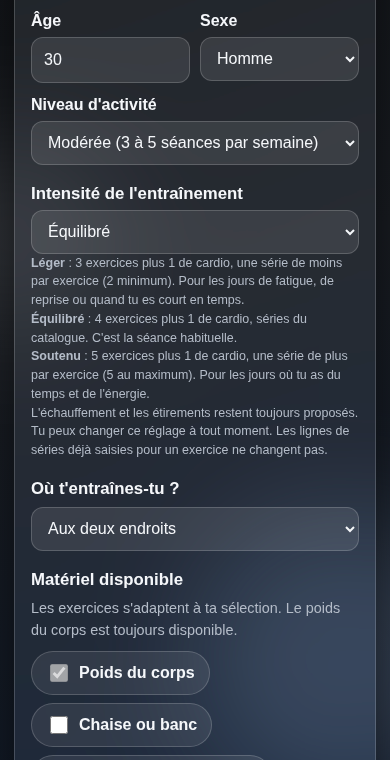 Âge
Sexe
30
Homme
Niveau d'activité
Modérée (3 à 5 séances par semaine)
Intensité de l'entraînement
Équilibré
Léger : 3 exercices plus 1 de cardio, une série de moins
par exercice (2 minimum). Pour les jours de fatigue, de
reprise ou quand tu es court en temps.
Équilibré : 4 exercices plus 1 de cardio, séries du
catalogue. C'est la séance habituelle.
Soutenu : 5 exercices plus 1 de cardio, une série de plus
par exercice (5 au maximum). Pour les jours où tu as du
temps et de l'énergie.
L'échauffement et les étirements restent toujours proposés.
Tu peux changer ce réglage à tout moment. Les lignes de
séries déjà saisies pour un exercice ne changent pas.
Où t'entraînes-tu ?
Aux deux endroits
Matériel disponible
Les exercices s'adaptent à ta sélection. Le poids
du corps est toujours disponible.
Poids du corps
Chaise ou banc